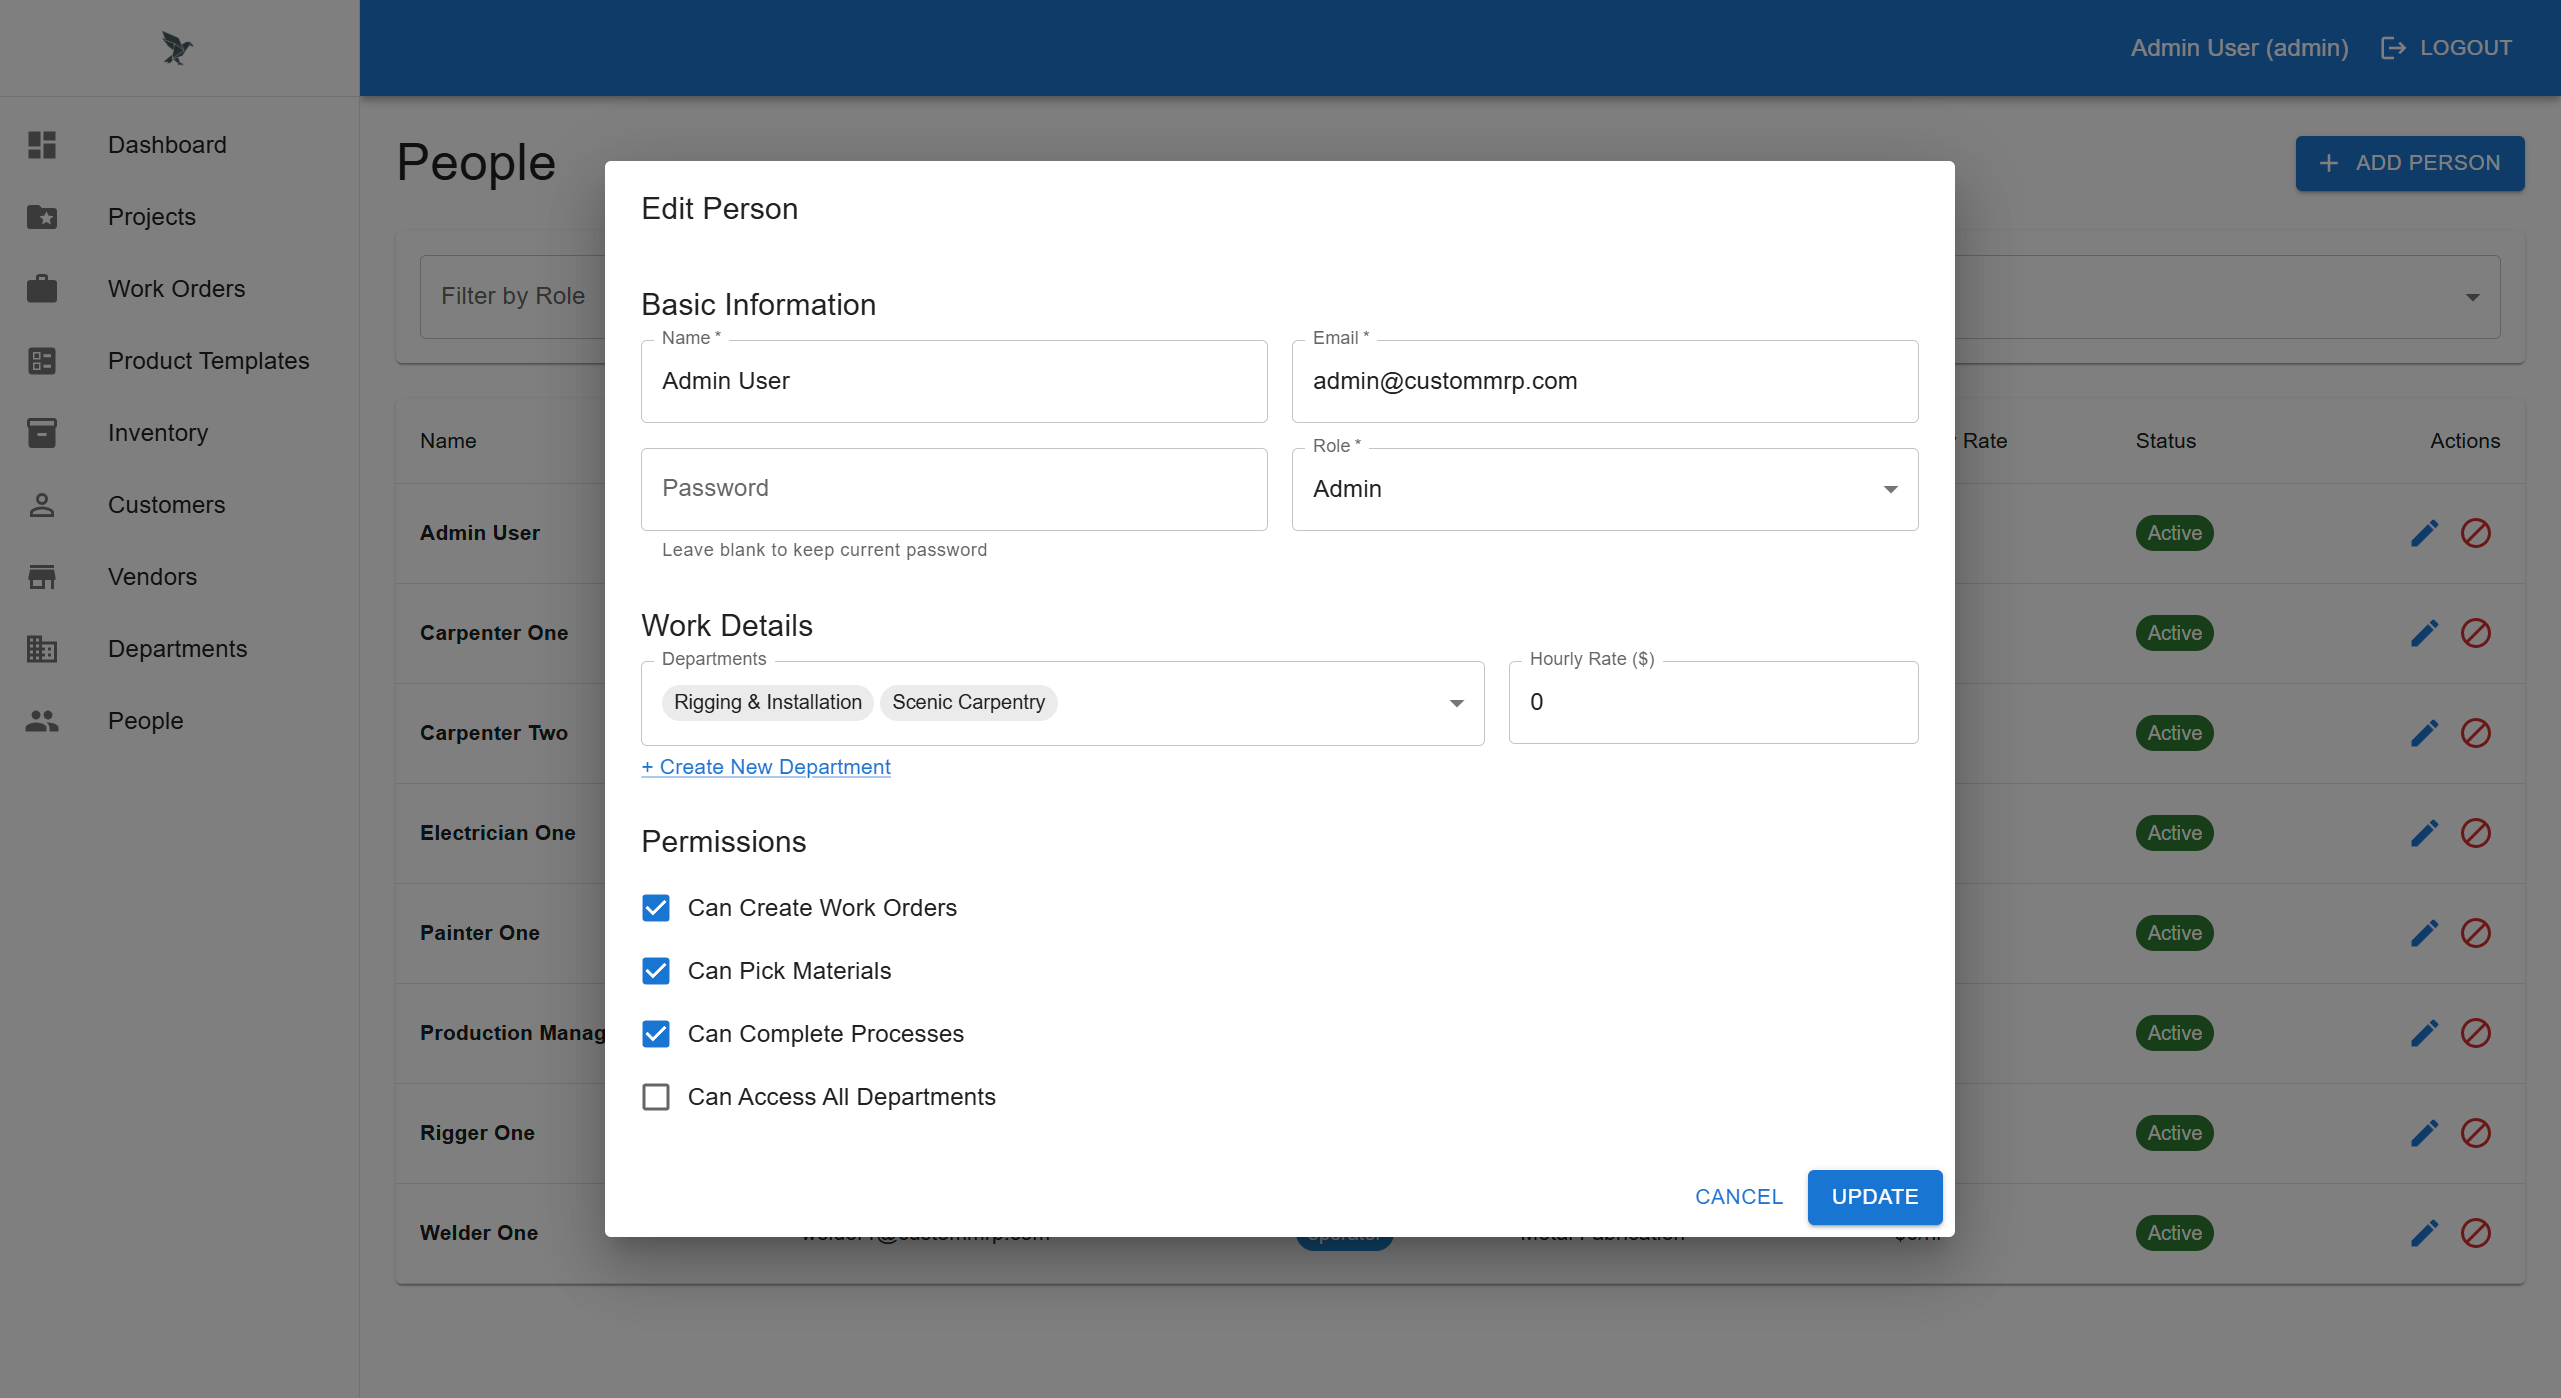 Admin User (admin) LOGOUT
Dashboard
Projects
Work Orders
Product Templates
Inventory
Customers
Vendors
Departments
People
People
ADD PERSON
Filter by Role
Name Rate Status Actions
Admin User Active
Carpenter One Active
Carpenter Two Active
Electrician One Active
Painter One Active
Production Manag Active
Rigger One Active
Welder One Active
Edit Person
Basic Information
Name *
Admin User
Email *
admin@custommrp.com
Password
Leave blank to keep current password
Role *
Admin
Work Details
Departments
Rigging & Installation Scenic Carpentry
Hourly Rate ($)
0
+ Create New Department
Permissions
Can Create Work Orders
Can Pick Materials
Can Complete Processes
Can Access All Departments
CANCEL UPDATE